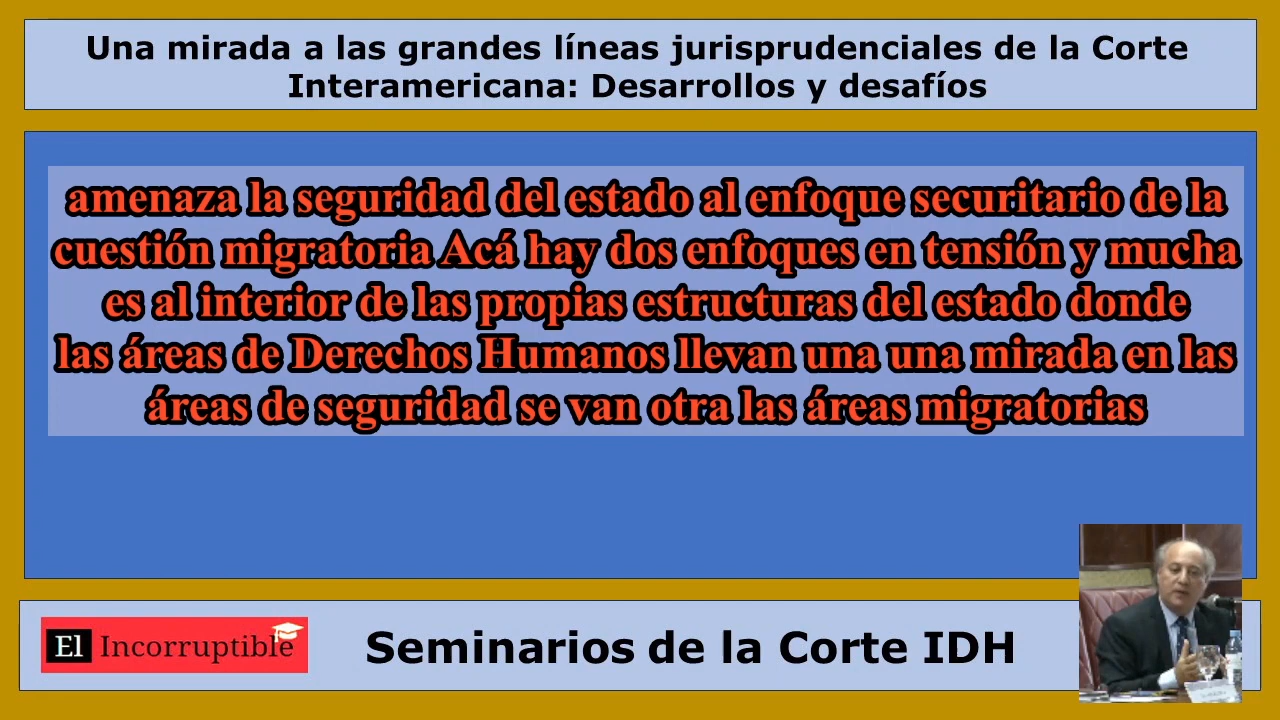 Una mirada a las grandes líneas jurisprudenciales de la Corte
Interamericana: Desarrollos y desafíos
amenaza la seguridad del estado al enfoque securitario de la
cuestión migratoria Acá hay dos enfoques en tensión y mucha
es al interior de las propias estructuras del estado donde
las áreas de Derechos Humanos llevan una una mirada en las
áreas de seguridad se van otra las áreas migratorias
El Incorruptible
Seminarios de la Corte IDH